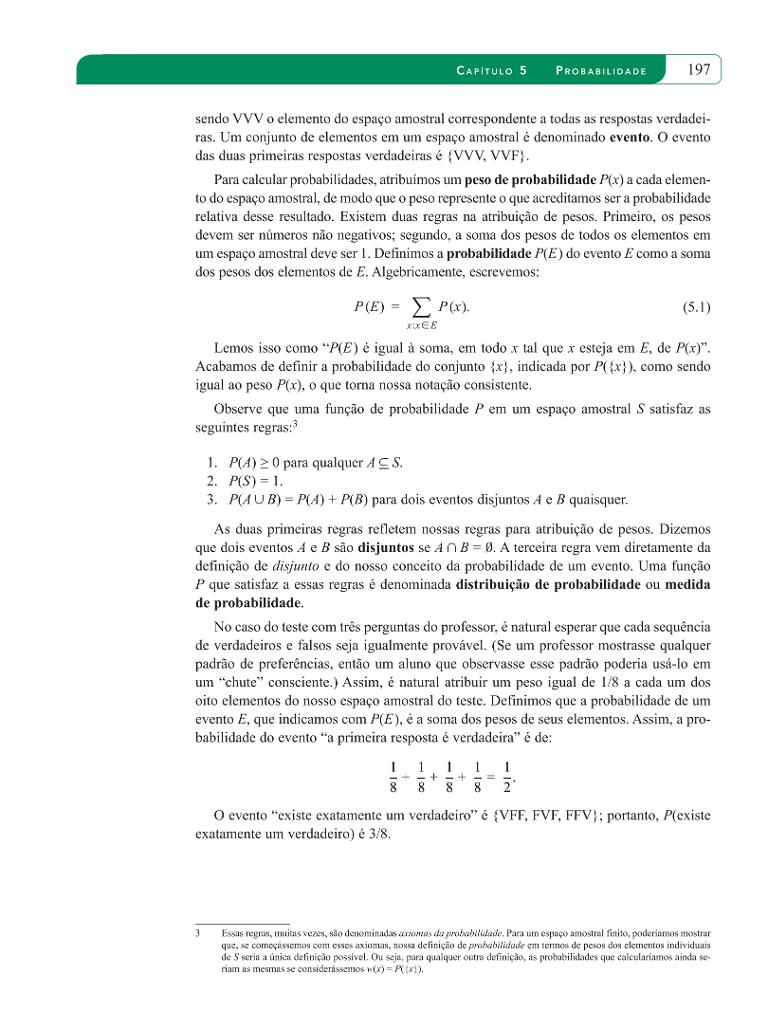 CAPÍTULO 5 PROBABILIDADE 197
sendo VVV o elemento do espaço amostral correspondente a todas as respostas verdadei-
ras. Um conjunto de elementos em um espaço amostral é denominado evento. O evento
das duas primeiras respostas verdadeiras é {VVV, VVF}.
Para calcular probabilidades, atribuímos um peso de probabilidade P(x) a cada elemen-
to do espaço amostral, de modo que o peso represente o que acreditamos ser a probabilidade
relativa desse resultado. Existem duas regras na atribuição de pesos. Primeiro, os pesos
devem ser números não negativos; segundo, a soma dos pesos de todos os elementos em
um espaço amostral deve ser 1. Definimos a probabilidade P(E) do evento E como a soma
dos pesos dos elementos de E. Algebricamente, escrevemos:
P(E) = ∑ P(x). (5.1)
x:x∈E
Lemos isso como “P(E) é igual à soma, em todo x tal que x esteja em E, de P(x)”.
Acabamos de definir a probabilidade do conjunto {x}, indicada por P({x}), como sendo
igual ao peso P(x), o que torna nossa notação consistente.
Observe que uma função de probabilidade P em um espaço amostral S satisfaz as
seguintes regras:3
1. P(A) ≥ 0 para qualquer A ⊆ S.
2. P(S) = 1.
3. P(A ∪ B) = P(A) + P(B) para dois eventos disjuntos A e B quaisquer.
As duas primeiras regras refletem nossas regras para atribuição de pesos. Dizemos
que dois eventos A e B são disjuntos se A ∩ B = ∅. A terceira regra vem diretamente da
definição de disjunto e do nosso conceito da probabilidade de um evento. Uma função
P que satisfaz a essas regras é denominada distribuição de probabilidade ou medida
de probabilidade.
No caso do teste com três perguntas do professor, é natural esperar que cada sequência
de verdadeiros e falsos seja igualmente provável. (Se um professor mostrasse qualquer
padrão de preferências, então um aluno que observasse esse padrão poderia usá-lo em
um “chute” consciente.) Assim, é natural atribuir um peso igual de 1/8 a cada um dos
oito elementos do nosso espaço amostral do teste. Definimos que a probabilidade de um
evento E, que indicamos com P(E), é a soma dos pesos de seus elementos. Assim, a pro-
babilidade do evento “a primeira resposta é verdadeira” é de:
1/8 + 1/8 + 1/8 + 1/8 = 1/2.
O evento “existe exatamente um verdadeiro” é {VFF, FVF, FFV}; portanto, P(existe
exatamente um verdadeiro) é 3/8.
3 Essas regras, muitas vezes, são denominadas axiomas da probabilidade. Para um espaço amostral finito, poderíamos mostrar
que, se começássemos com esses axiomas, nossa definição de probabilidade em termos de pesos dos elementos individuais
de S seria a única definição possível. Ou seja, para qualquer outra definição, as probabilidades que calcularíamos ainda se-
riam as mesmas se considerássemos w(x) = P({x}).